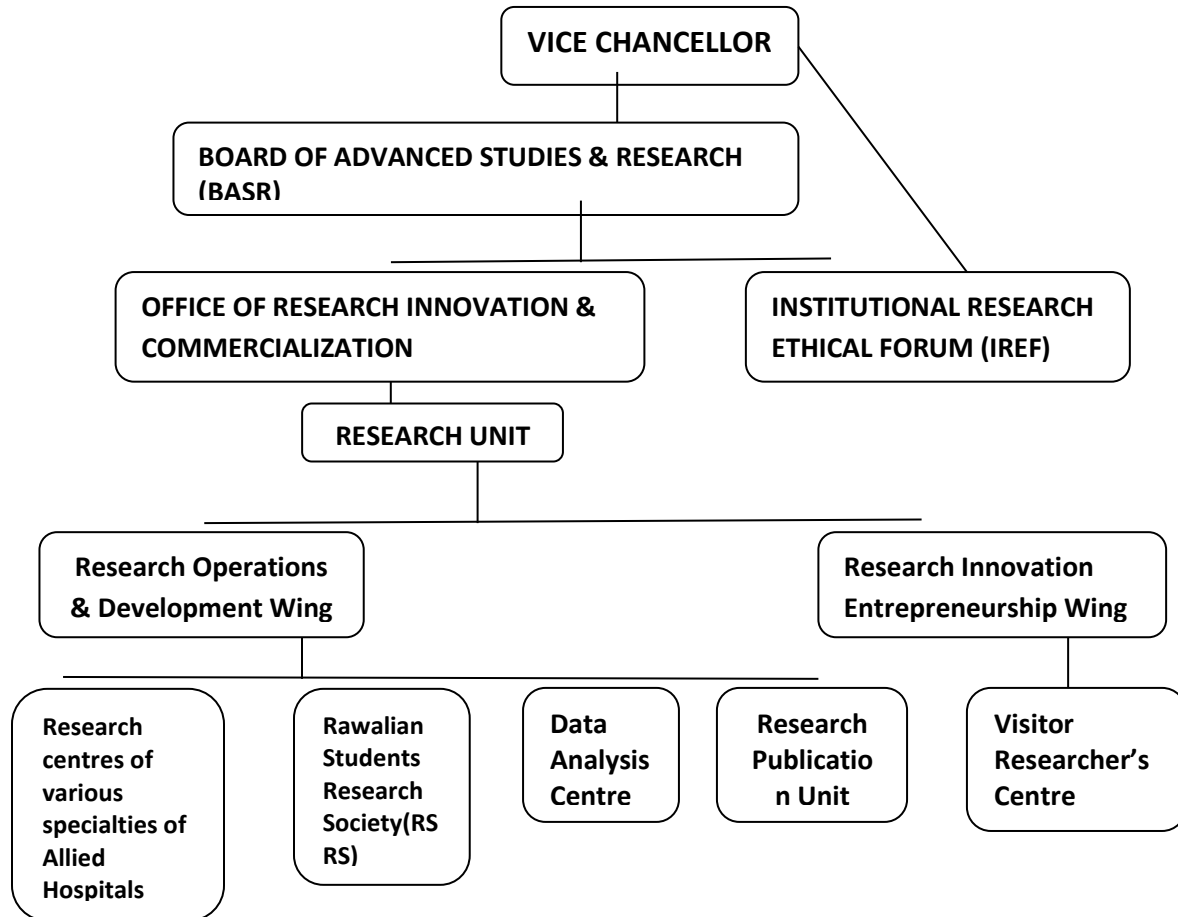 VICE CHANCELLOR
BOARD OF ADVANCED STUDIES & RESEARCH
(BASR)
OFFICE OF RESEARCH INNOVATION &
COMMERCIALIZATION
INSTITUTIONAL RESEARCH
ETHICAL FORUM (IREF)
RESEARCH UNIT
Research Operations
& Development Wing
Research Innovation
Entrepreneurship Wing
Research
centres of
various
specialties of
Allied
Hospitals
Rawalian
Students
Research
Society(RS
RS)
Data
Analysis
Centre
Research
Publicatio
n Unit
Visitor
Researcher’s
Centre